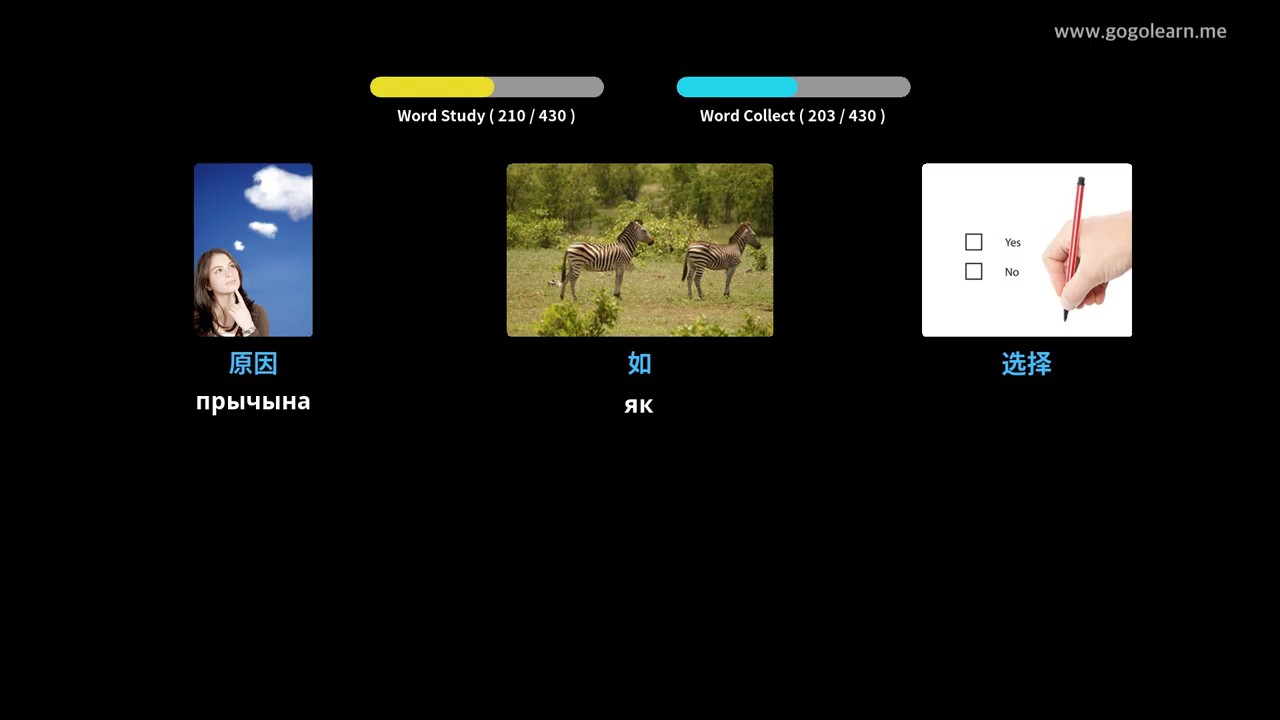 www.gogolearn.me
Word Study ( 210 / 430 )
Word Collect ( 203 / 430 )
Yes
No
原因
如
选择
прычына
як